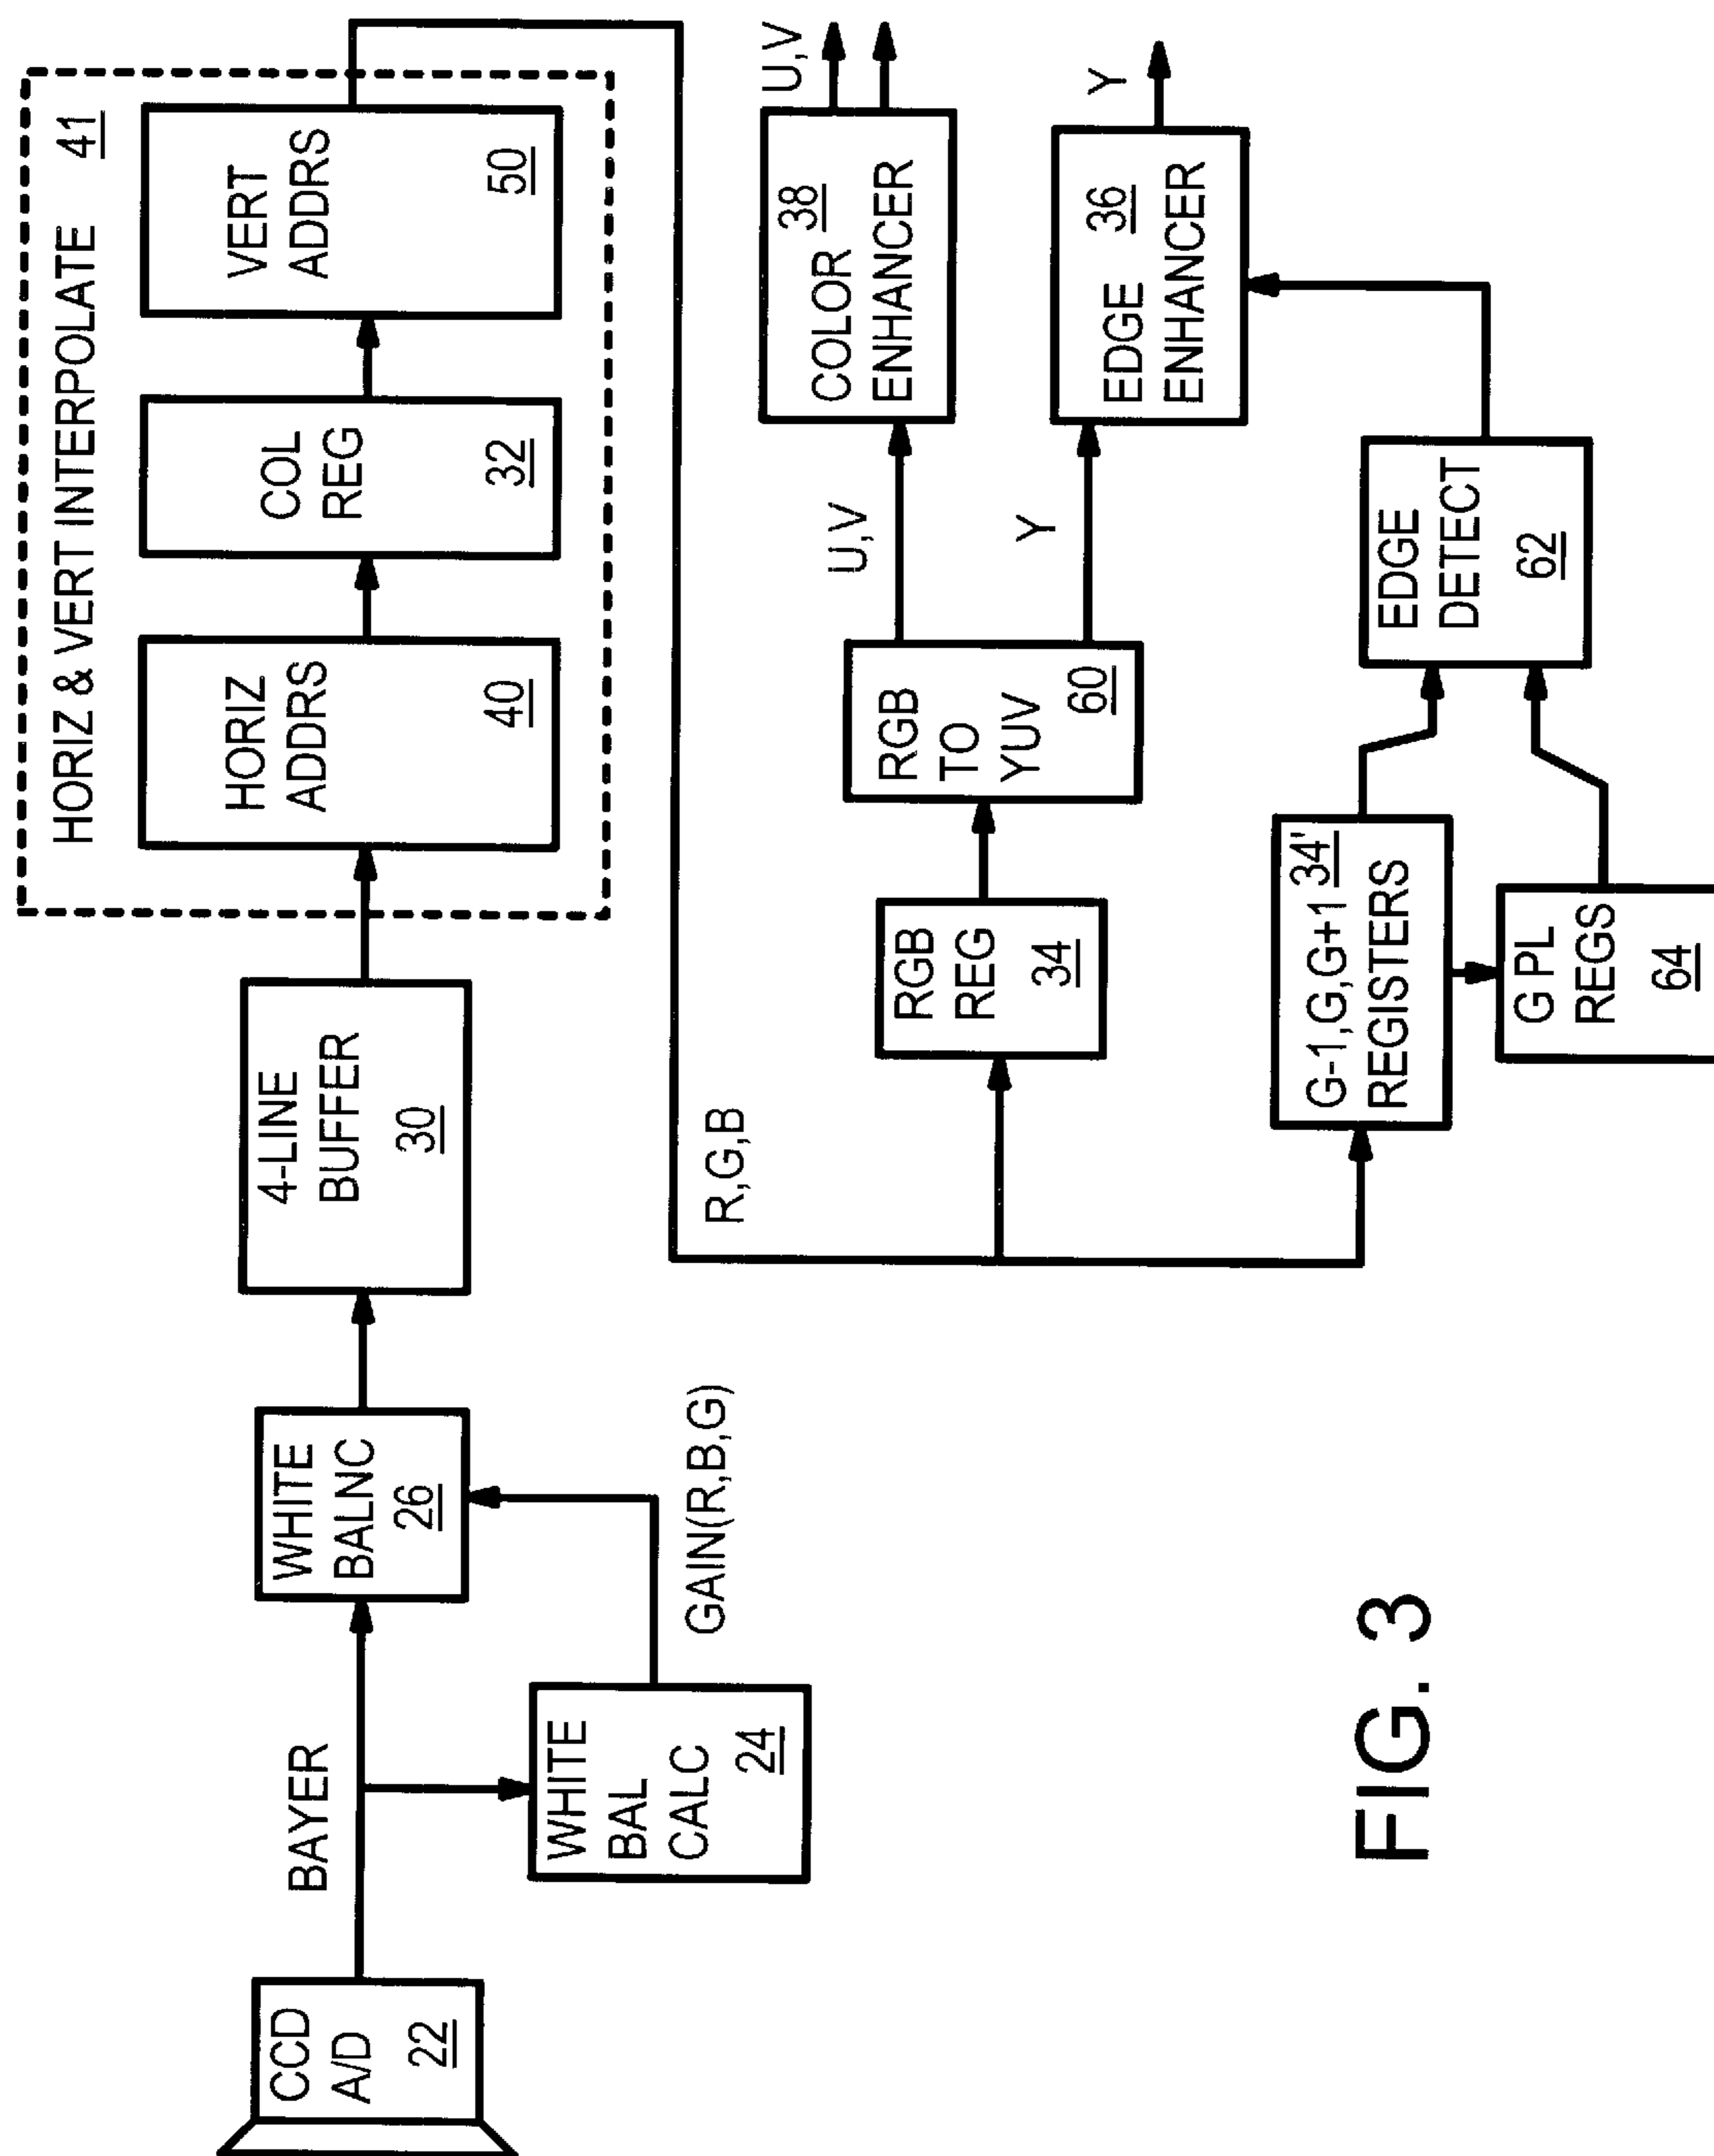 HORIZ & VERT INTERPOLATE 41
CCD
A/D
22
BAYER
WHITE
BAL
CALC
24
GAIN(R,B,G)
WHITE
BALNC
26
4-LINE
BUFFER
30
HORIZ
ADDRS
40
COL
REG
32
VERT
ADDRS
50
R,G,B
RGB
REG
34
RGB
TO
YUV
60
U,V
Y
COLOR 38
ENHANCER
U,V
EDGE 36
ENHANCER
Y
G-1,G,G+1 34'
REGISTERS
G PL
REGS
64
EDGE
DETECT
62
FIG. 3